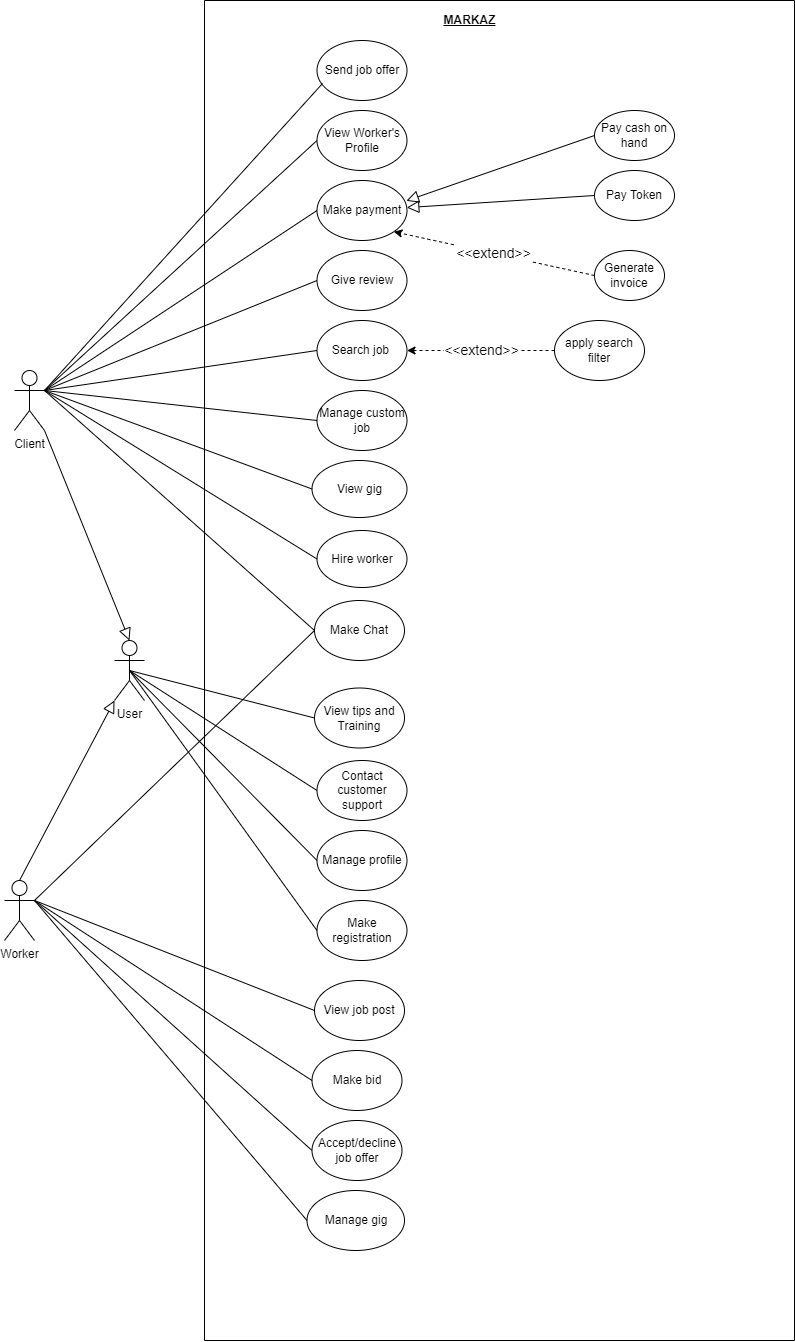 MARKAZ
Send job offer
View Worker's
Profile
Pay cash on
hand
Make payment
Pay Token
<<extend>>
Generate
invoice
Give review
Search job
<<extend>>
apply search
filter
Client
Manage custom
job
View gig
Hire worker
Make Chat
User
View tips and
Training
Contact
customer
support
Manage profile
Worker
Make
registration
View job post
Make bid
Accept/decline
job offer
Manage gig